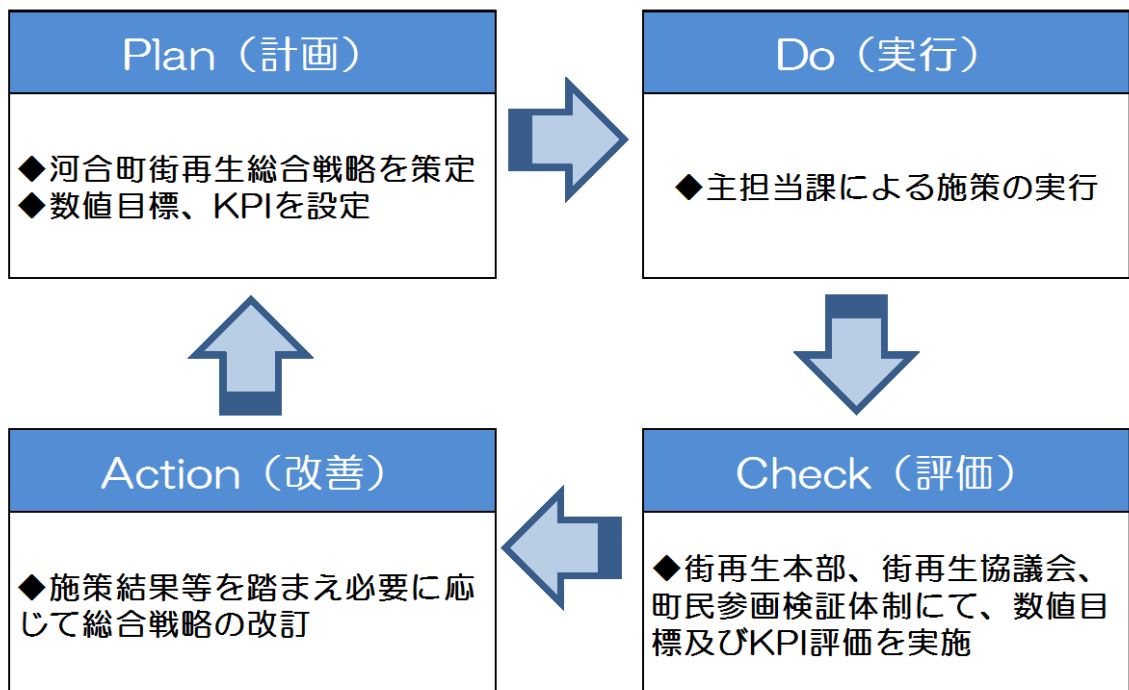 Plan（計画）
◆河合町街再生総合戦略を策定
◆数値目標、KPIを設定
Do（実行）
◆主担当課による施策の実行
Action（改善）
◆施策結果等を踏まえ必要に応
じて総合戦略の改訂
Check（評価）
◆街再生本部、街再生協議会、
町民参画検証体制にて、数値目
標及びKPI評価を実施